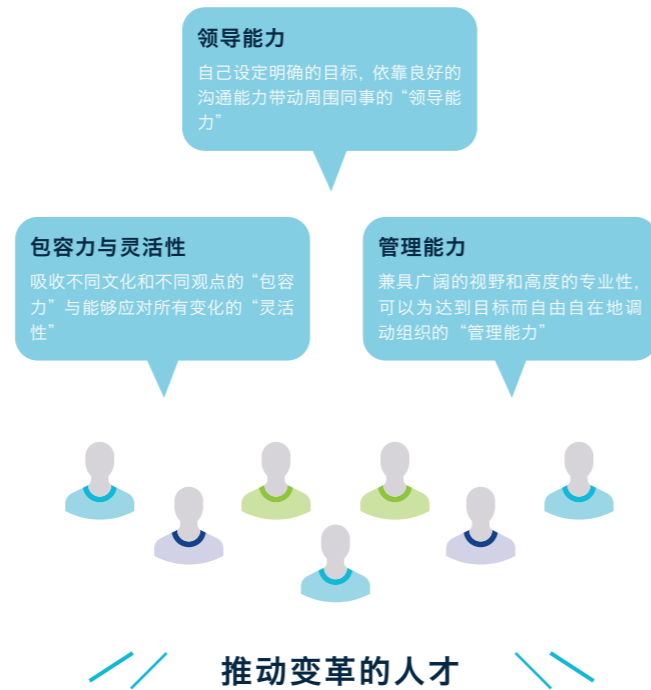 领导能力
自己设定明确的目标, 依靠良好的
沟通能力带动周围同事的“领导能
力”
包容力与灵活性
吸收不同文化和不同观点的“包容
力”与能够应对所有变化的“灵活
性”
管理能力
兼具广阔的视野和高度的专业性,
可以为达到目标而自由自在地调
动组织的“管理能力”
推动变革的人才